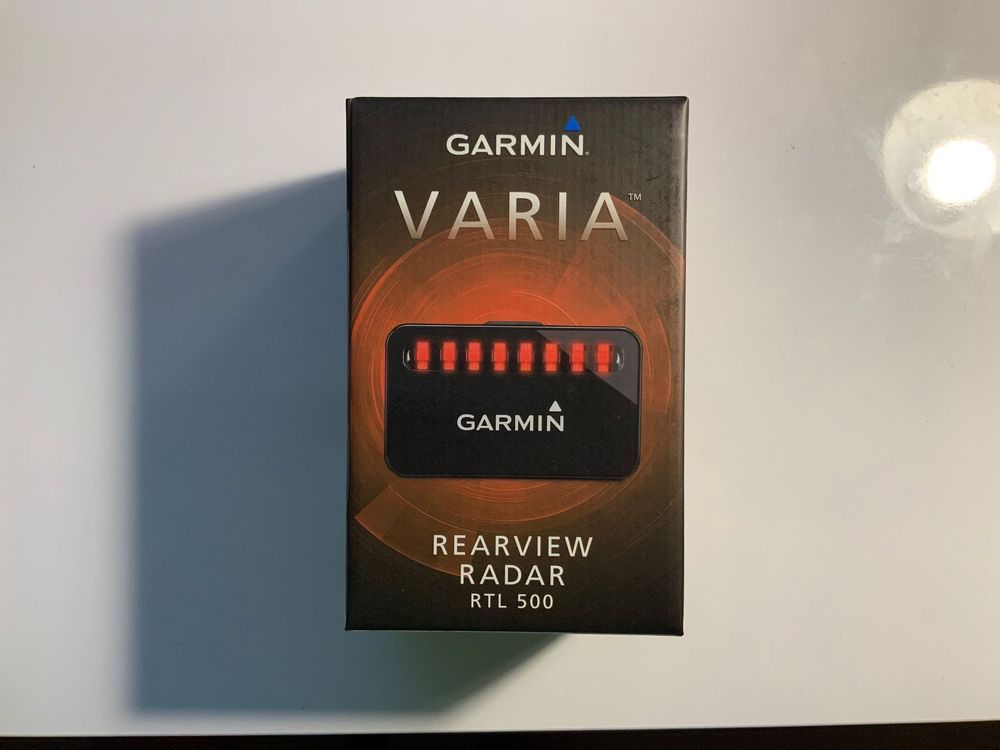 GARMIN®
VARIA™
GARMIN
REARVIEW
RADAR
RTL 500